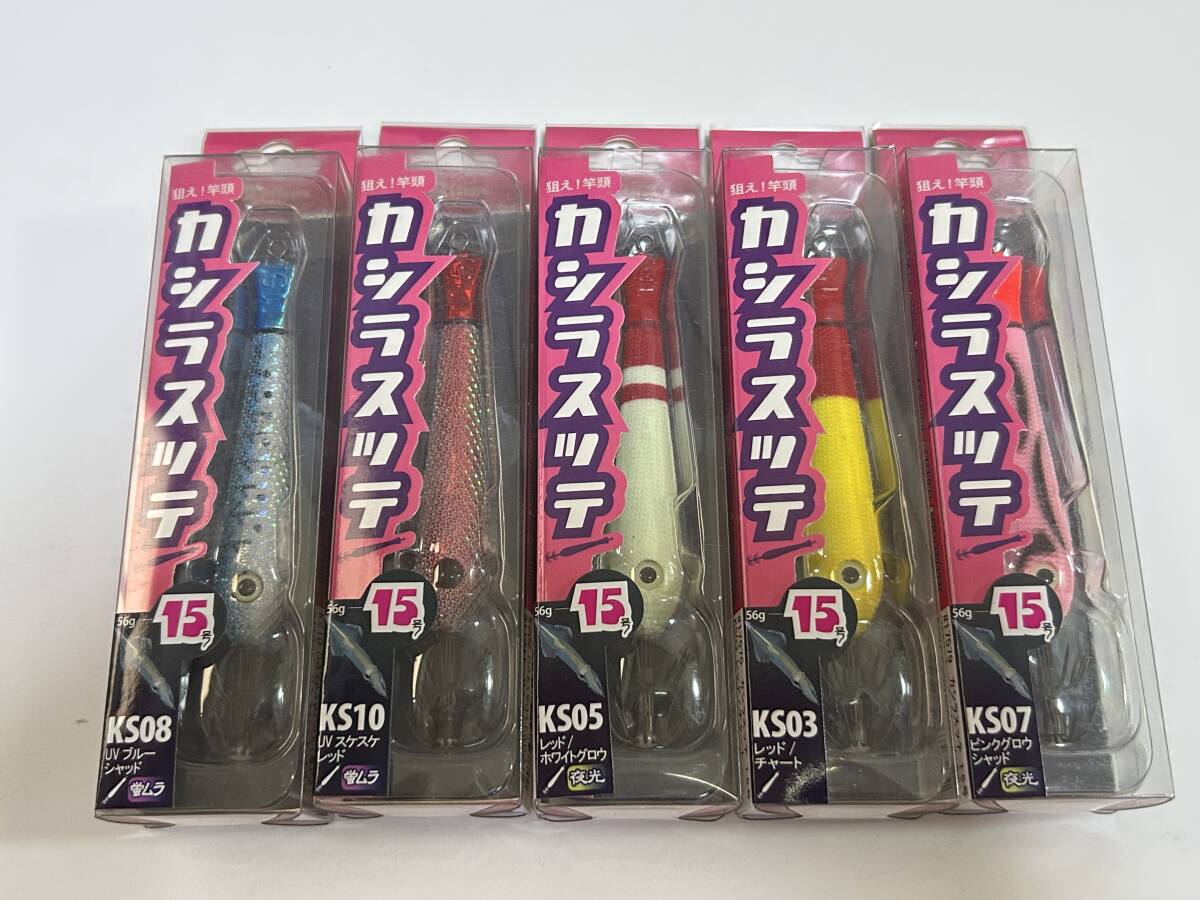 狙え!竿頭
カシラスッテ
56g
15号
KS08
UV ブルー
シャッド
蛍ムラ
狙え!竿頭
カシラスッテ
56g
15号
KS10
UV スケスケ
レッド
蛍ムラ
狙え!竿頭
カシラスッテ
56g
15号
KS05
レッド/
ホワイトグロウ
夜光
狙え!竿頭
カシラスッテ
56g
15号
KS03
レッド/
チャート
狙え!竿頭
カシラスッテ
56g
15号
KS07
ピンクグロウ
シャッド
夜光